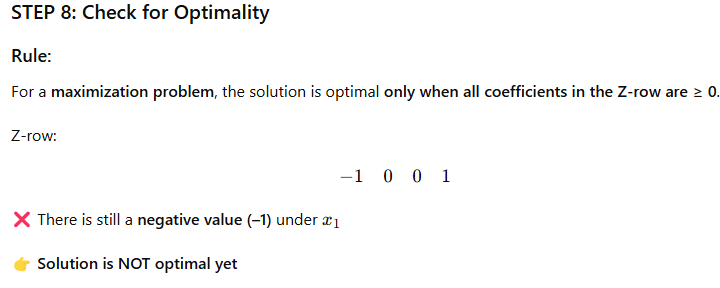 STEP 8: Check for Optimality
Rule:
For a maximization problem, the solution is optimal only when all coefficients in the Z-row are ≥ 0.
Z-row:
−1 0 0 1
❌ There is still a negative value (–1) under x₁
👉 Solution is NOT optimal yet